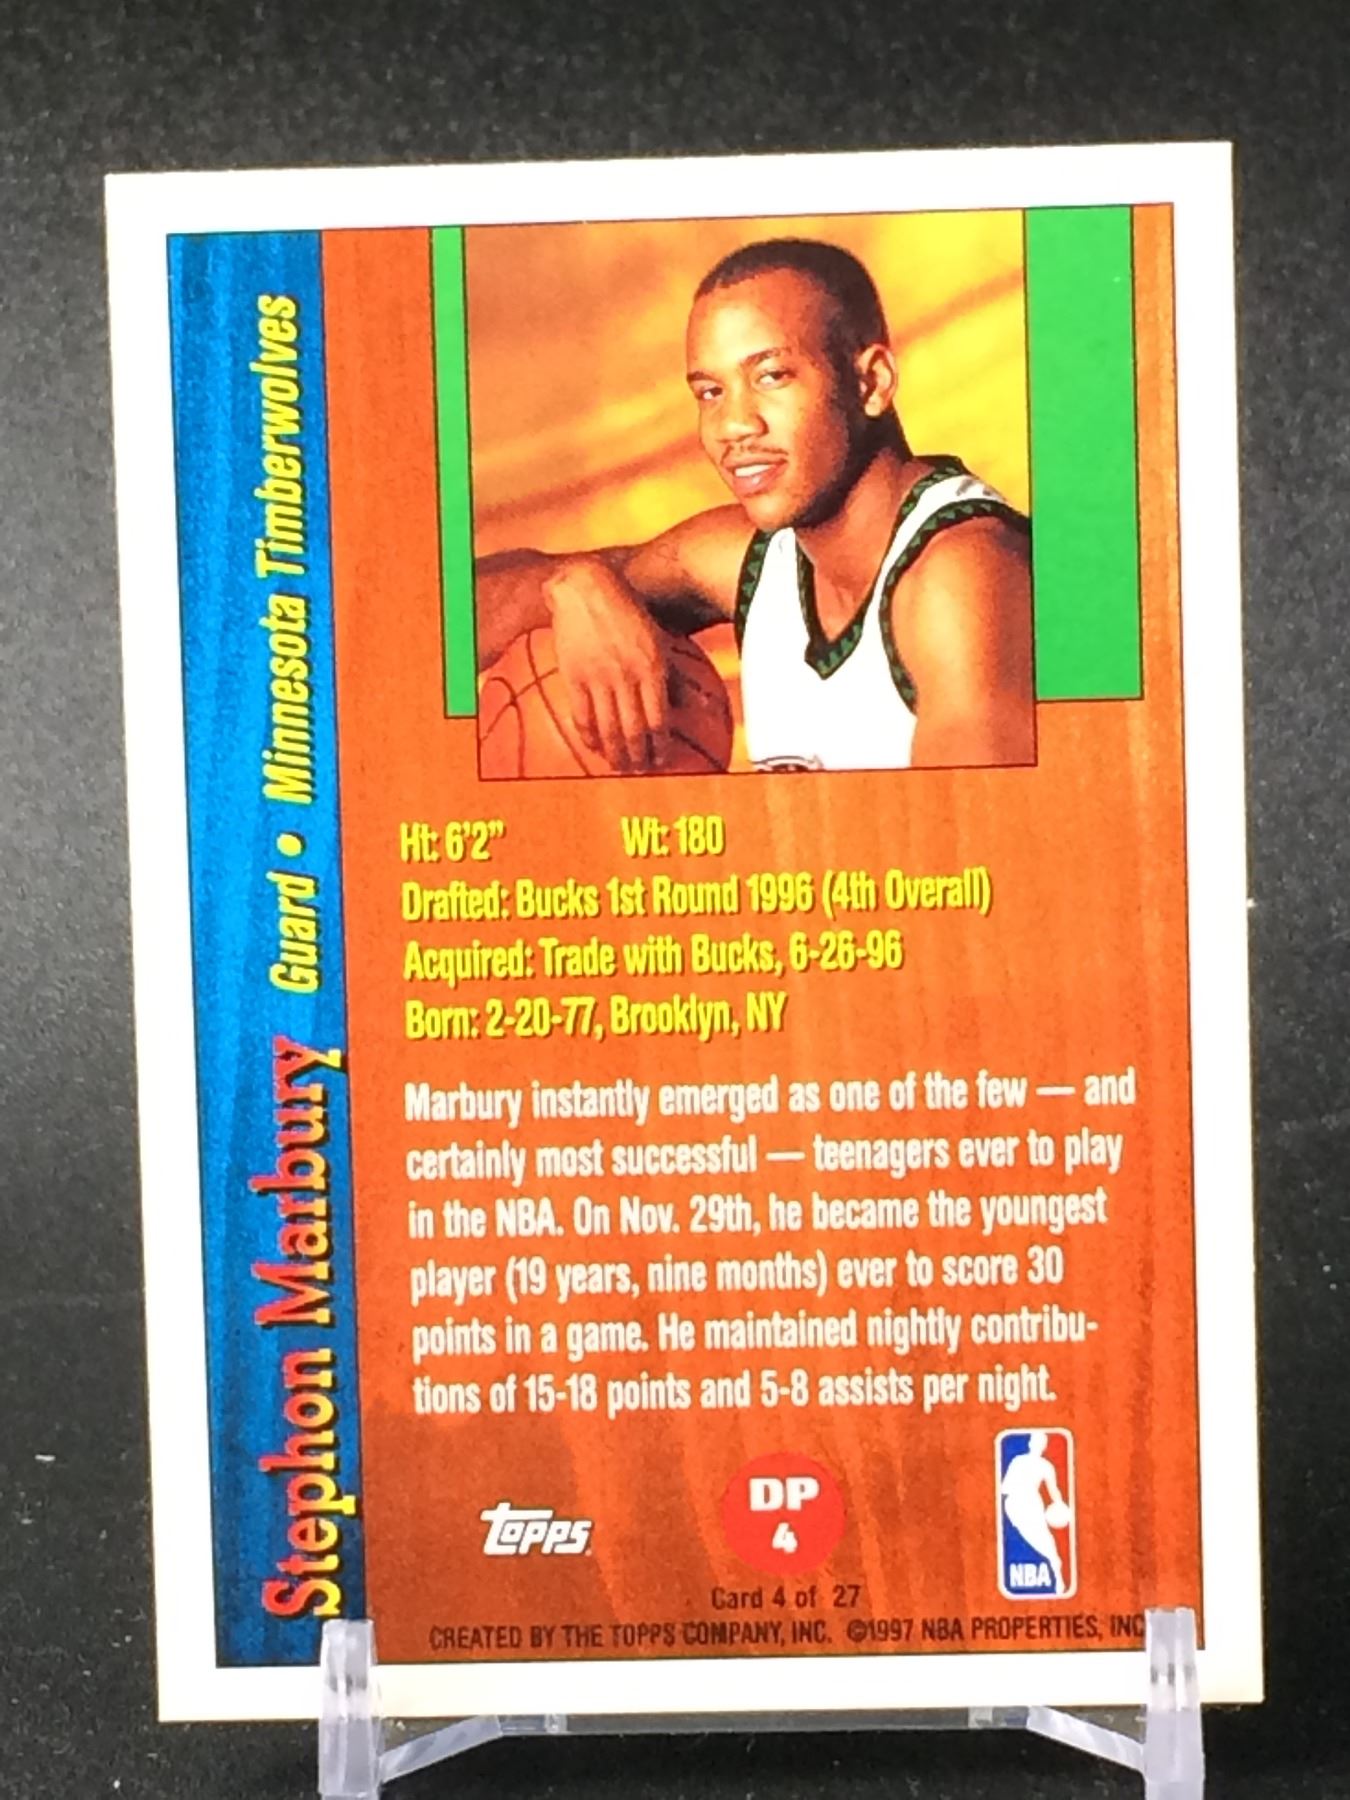 Stephon Marbury Guard • Minnesota Timberwolves
Ht: 6'2" Wt: 180
Drafted: Bucks 1st Round 1996 (4th Overall)
Acquired: Trade with Bucks, 6-26-96
Born: 2-20-77, Brooklyn, NY
Marbury instantly emerged as one of the few — and
certainly most successful — teenagers ever to play
in the NBA. On Nov. 29th, he became the youngest
player (19 years, nine months) ever to score 30
points in a game. He maintained nightly contribu-
tions of 15-18 points and 5-8 assists per night.
topps
DP
4
NBA
Card 4 of 27
CREATED BY THE TOPPS COMPANY, INC. ©1997 NBA PROPERTIES, INC